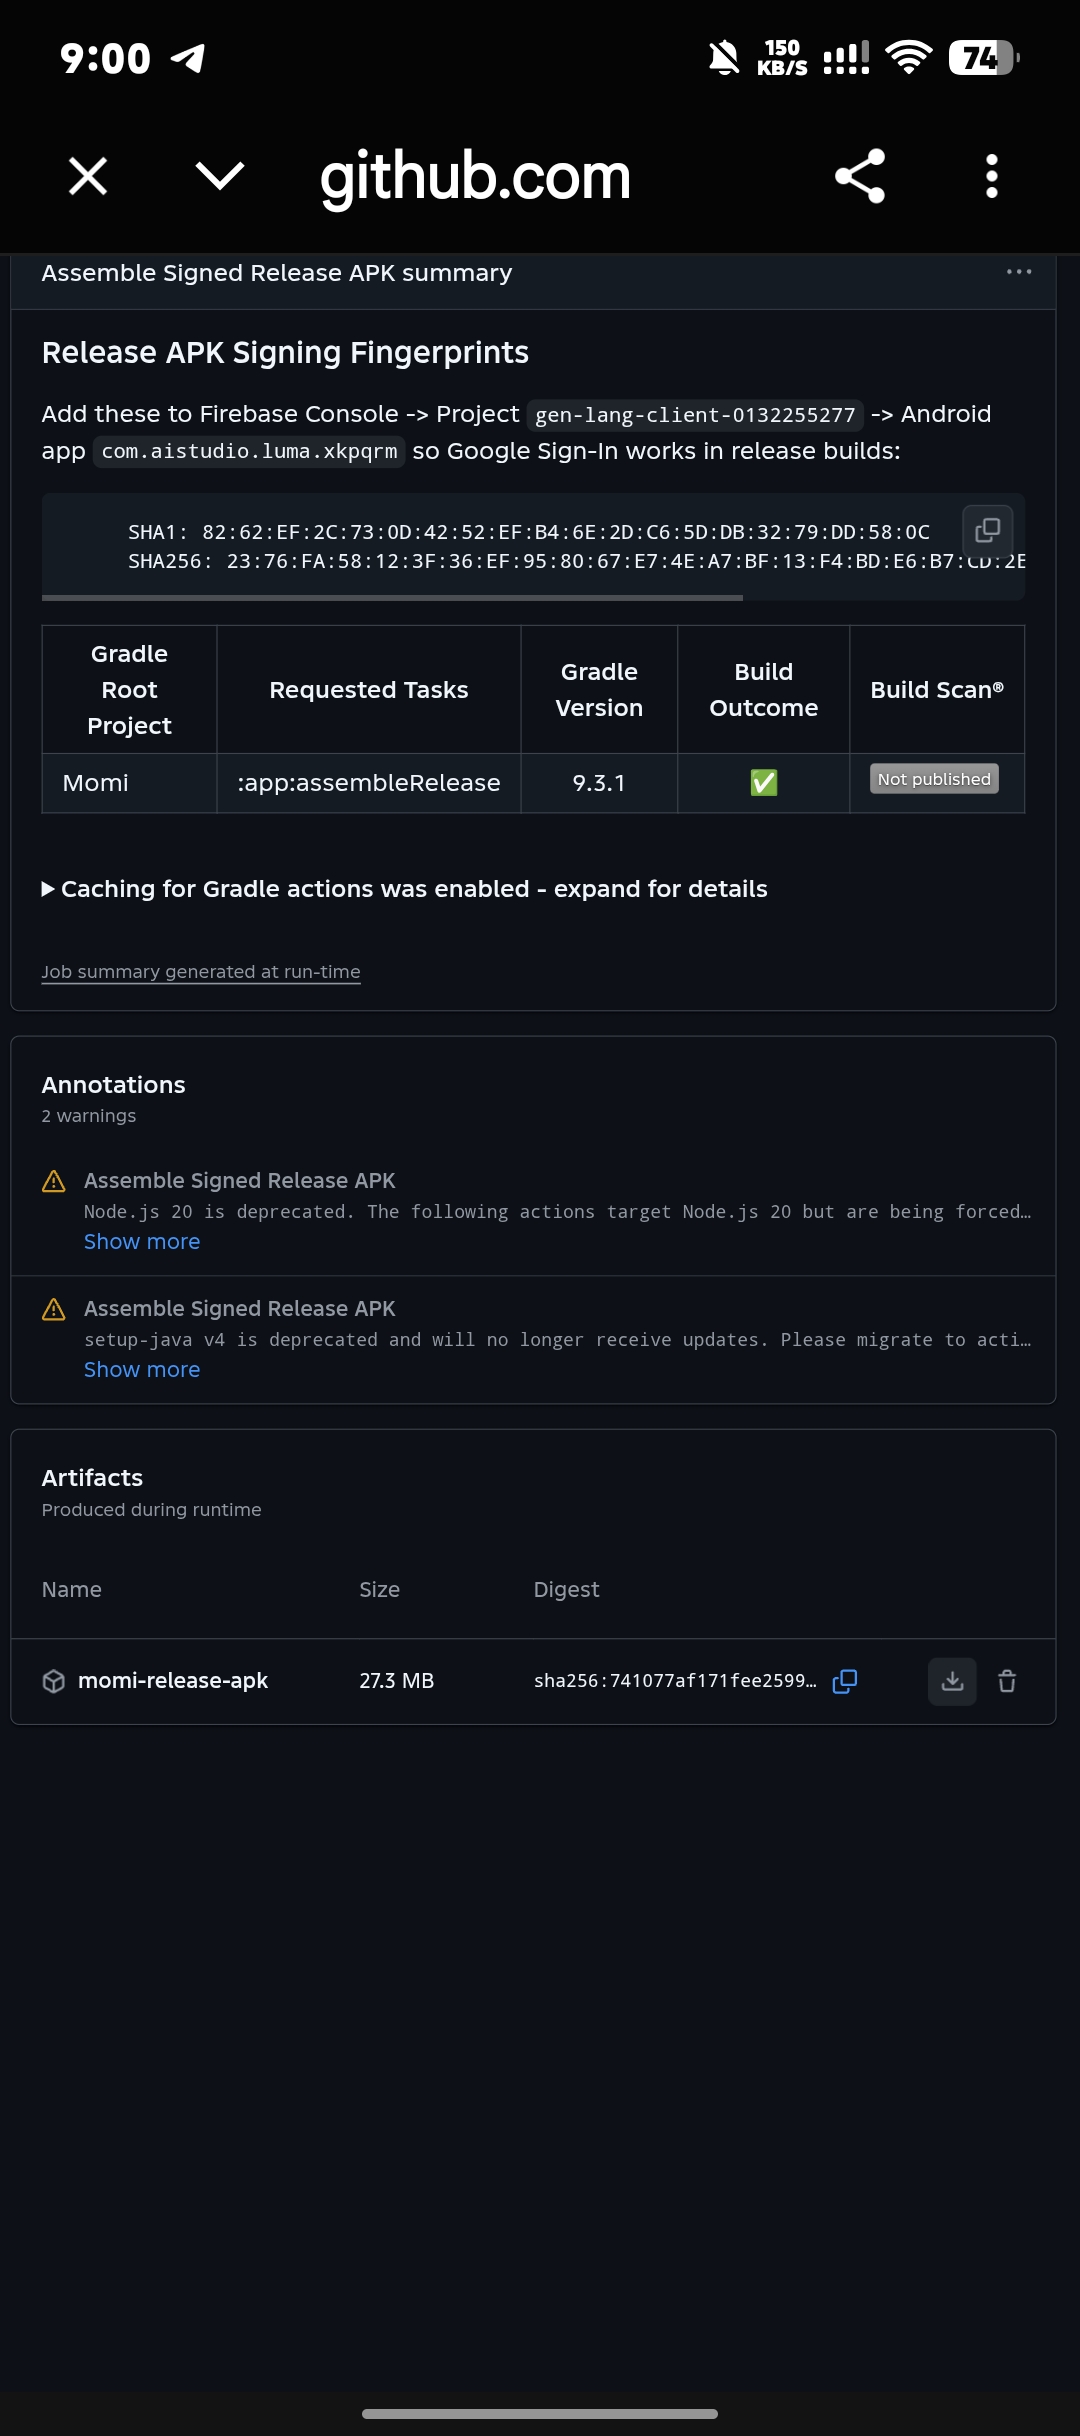 9:00
150
KB/S
74
github.com
Assemble Signed Release APK summary
Release APK Signing Fingerprints
Add these to Firebase Console -> Project gen-lang-client-0132255277 -> Android
app com.aistudio.luma.xkpqrm so Google Sign-In works in release builds:
SHA1: 82:62:EF:2C:73:0D:42:52:EF:B4:6E:2D:C6:5D:DB:32:79:DD:58:0C
SHA256: 23:76:FA:58:12:3F:36:EF:95:80:67:E7:4E:A7:BF:13:F4:BD:E6:B7:CD:2E
Gradle
Root
Project
Requested Tasks
Gradle
Version
Build
Outcome
Build Scan®
Momi
:app:assembleRelease
9.3.1
✅
Not published
Caching for Gradle actions was enabled - expand for details
Job summary generated at run-time
Annotations
2 warnings
Assemble Signed Release APK
Node.js 20 is deprecated. The following actions target Node.js 20 but are being forced…
Show more
Assemble Signed Release APK
setup-java v4 is deprecated and will no longer receive updates. Please migrate to acti…
Show more
Artifacts
Produced during runtime
Name Size Digest
momi-release-apk 27.3 MB sha256:741077af171fee2599…